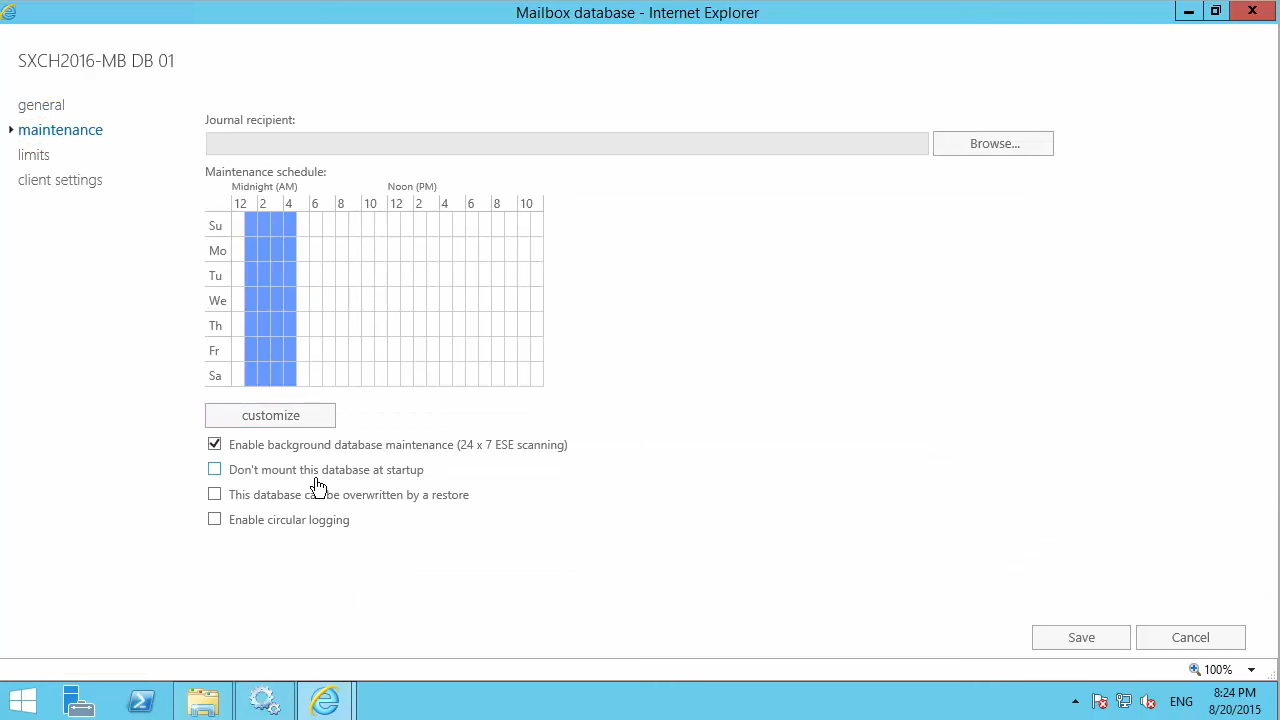 Mailbox database - Internet Explorer
SXCH2016-MB DB 01
general
maintenance
limits
client settings
Journal recipient:
Browse...
Maintenance schedule:
Midnight (AM) Noon (PM)
12 2 4 6 8 10 12 2 4 6 8 10
Su
Mo
Tu
We
Th
Fr
Sa
customize
Enable background database maintenance (24 x 7 ESE scanning)
Don't mount this database at startup
This database can be overwritten by a restore
Enable circular logging
Save Cancel
100%
ENG
8:24 PM
8/20/2015